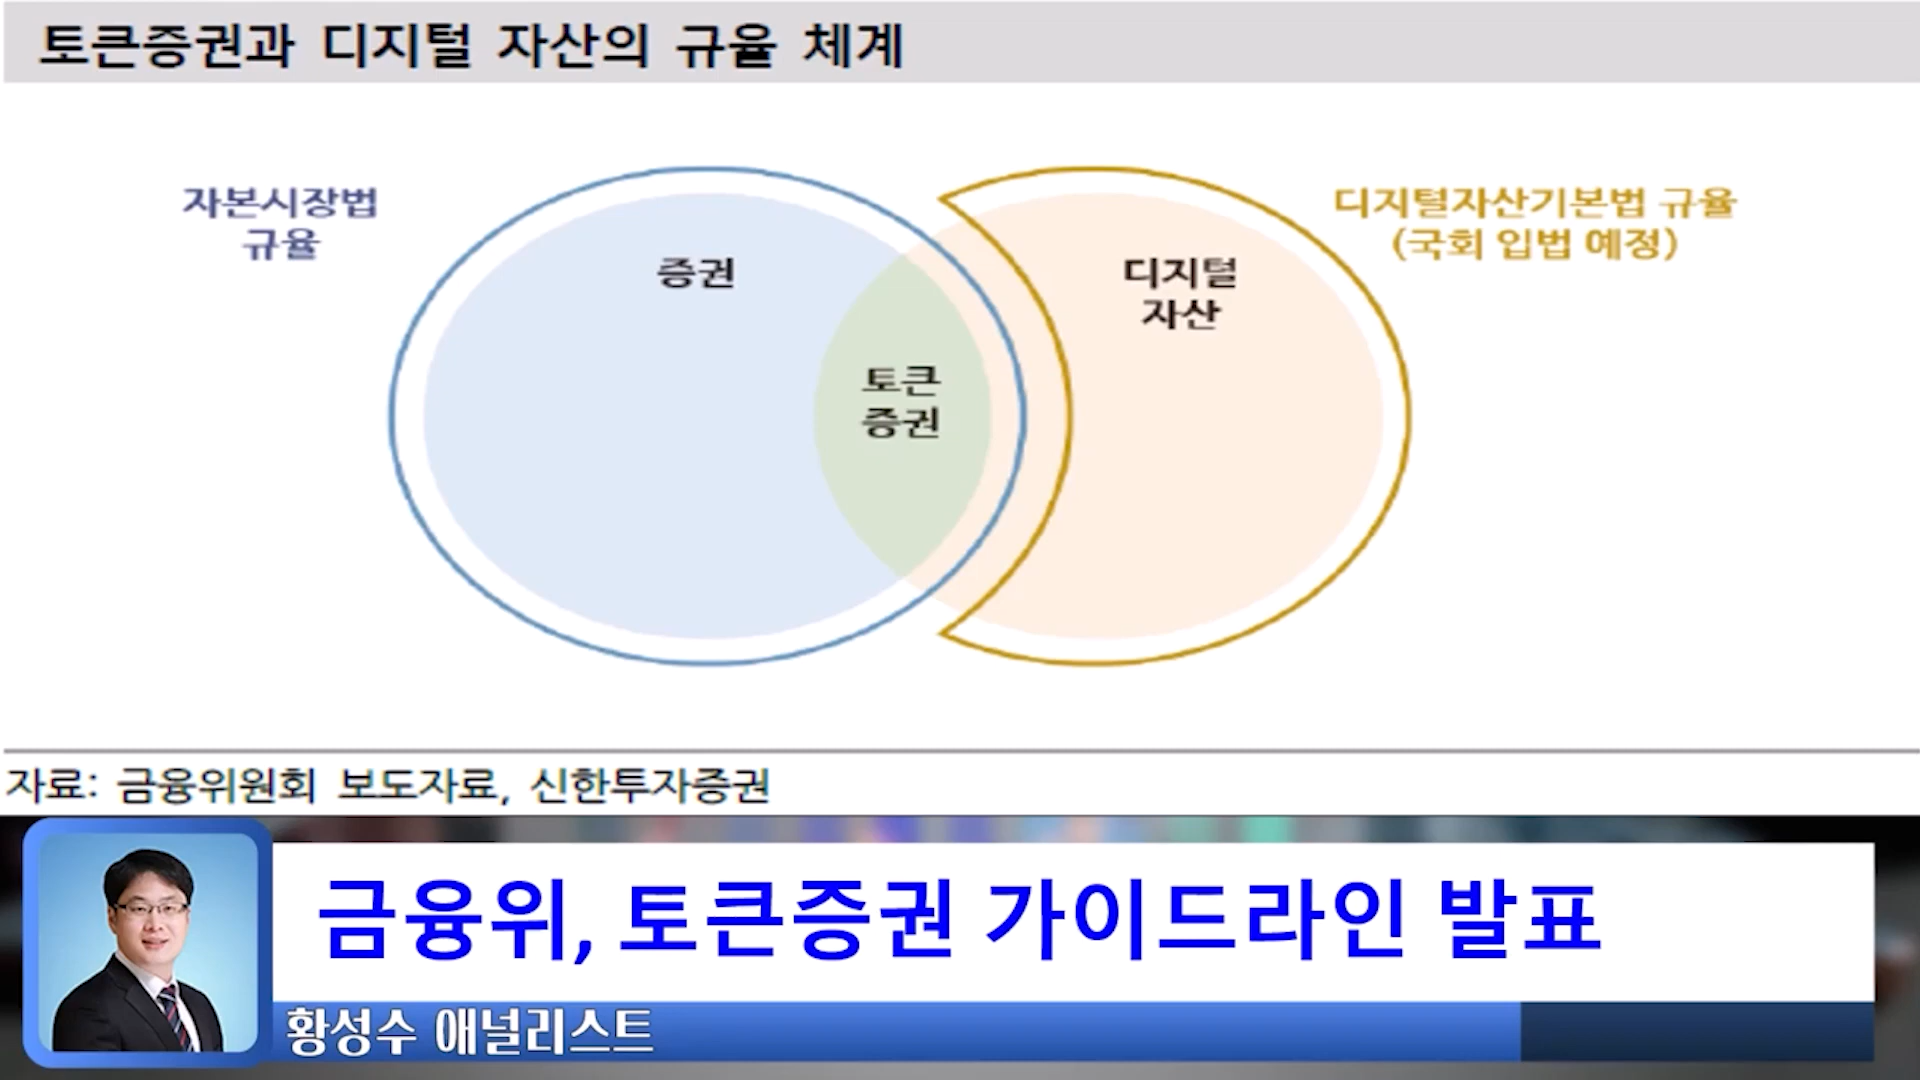 토큰증권과 디지털 자산의 규율 체계
자본시장법
규율
증권
토큰
증권
디지털
자산
디지털자산기본법 규율
(국회 입법 예정)
자료: 금융위원회 보도자료, 신한투자증권
금융위, 토큰증권 가이드라인 발표
황성수 애널리스트